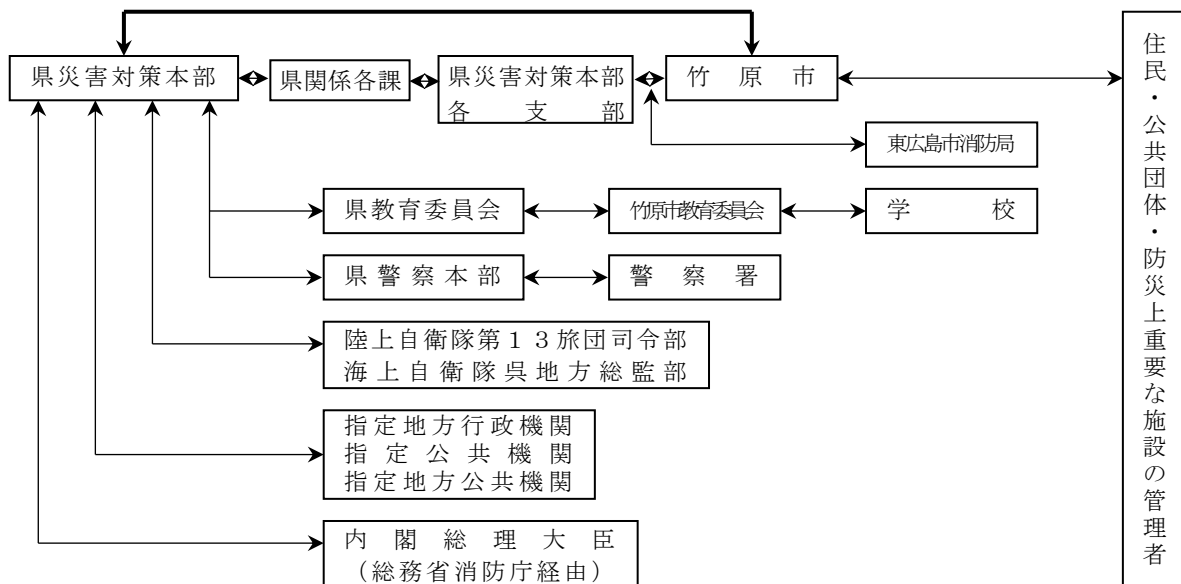 県災害対策本部
県関係各課
県災害対策本部
各支部
竹原市
東広島市消防局
県教育委員会
竹原市教育委員会
学校
県警察本部
警察署
陸上自衛隊第１３旅団司令部
海上自衛隊呉地方総監部
指定地方行政機関
指定公共機関
指定地方公共機関
内閣総理大臣
（総務省消防庁経由）
住民・公共団体・防災上重要な施設の管理者